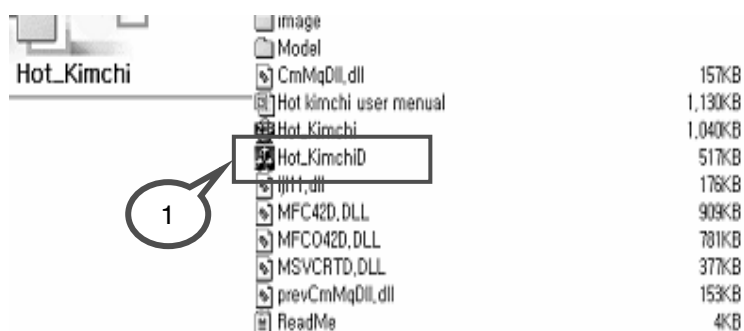 image
Model
Hot_Kimchi
CmMqDll,dll 157KB
Hot kimchi user menual 1,130KB
Hot_Kimchi 1,040KB
Hot_KimchiD 517KB
ijl11,dll 176KB
MFC42D,DLL 909KB
MFCO42D,DLL 781KB
MSVCRTD,DLL 377KB
prevCmMqDll,dll 153KB
ReadMe 4KB
1